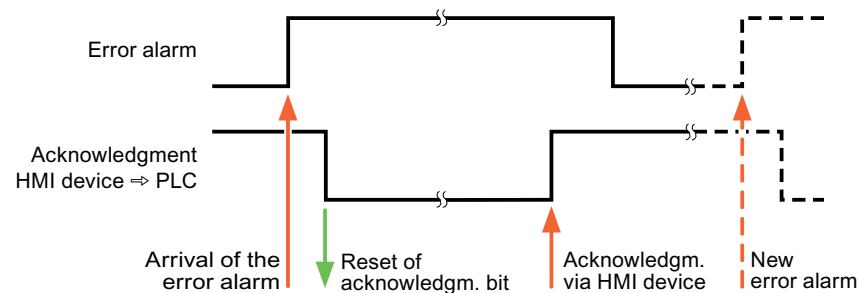 Error alarm
Acknowledgment
HMI device ⇒ PLC
Arrival of the
error alarm
Reset of
acknowledgm. bit
Acknowledgm.
via HMI device
New
error alarm